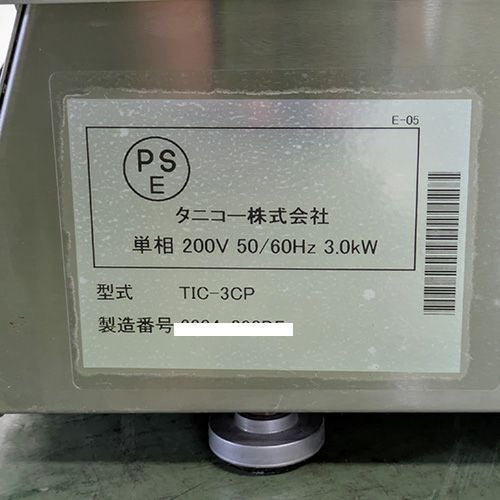 E-05
PS
E
タニコー株式会社
単相 200V 50/60Hz 3.0kW
型式 TIC-3CP
製造番号